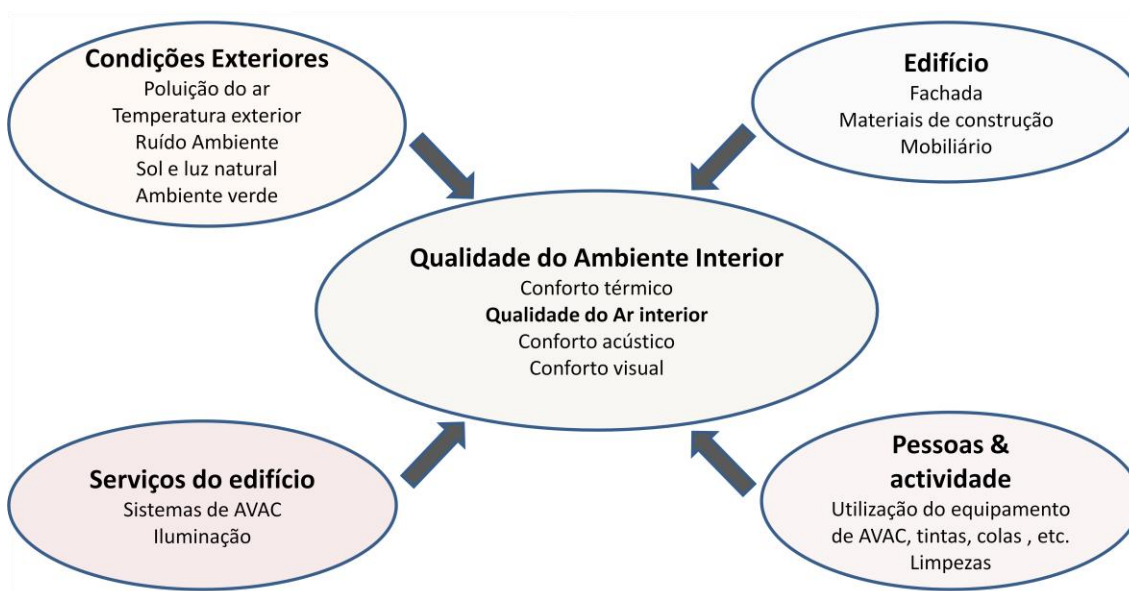 Condições Exteriores
Poluição do ar
Temperatura exterior
Ruído Ambiente
Sol e luz natural
Ambiente verde
Edifício
Fachada
Materiais de construção
Mobiliário
Qualidade do Ambiente Interior
Conforto térmico
Qualidade do Ar interior
Conforto acústico
Conforto visual
Serviços do edifício
Sistemas de AVAC
Iluminação
Pessoas &
actividade
Utilização do equipamento
de AVAC, tintas, colas , etc.
Limpezas